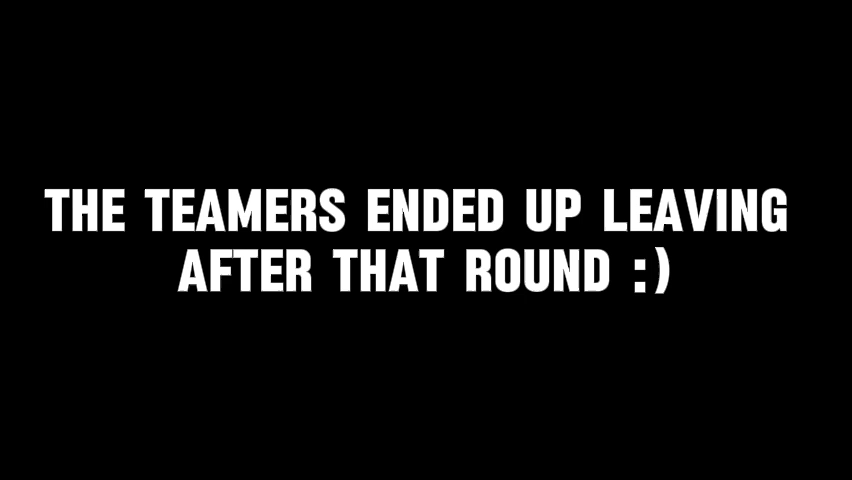 THE TEAMERS ENDED UP LEAVING
AFTER THAT ROUND :)